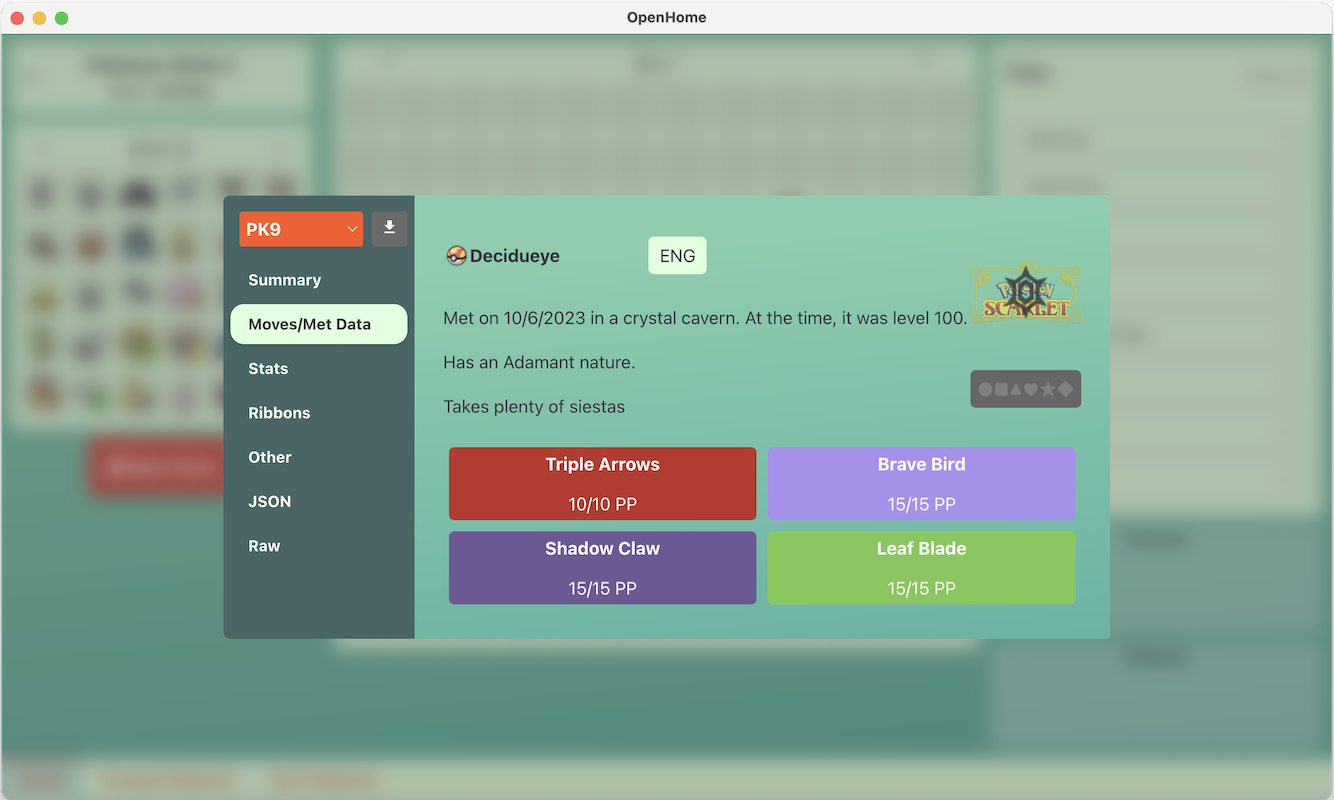 OpenHome
PK9
Summary
Moves/Met Data
Stats
Ribbons
Other
JSON
Raw
Decidueye
ENG
Met on 10/6/2023 in a crystal cavern. At the time, it was level 100.
POKÉMON
SCARLET
Has an Adamant nature.
Takes plenty of siestas
Triple Arrows
10/10 PP
Brave Bird
15/15 PP
Shadow Claw
15/15 PP
Leaf Blade
15/15 PP